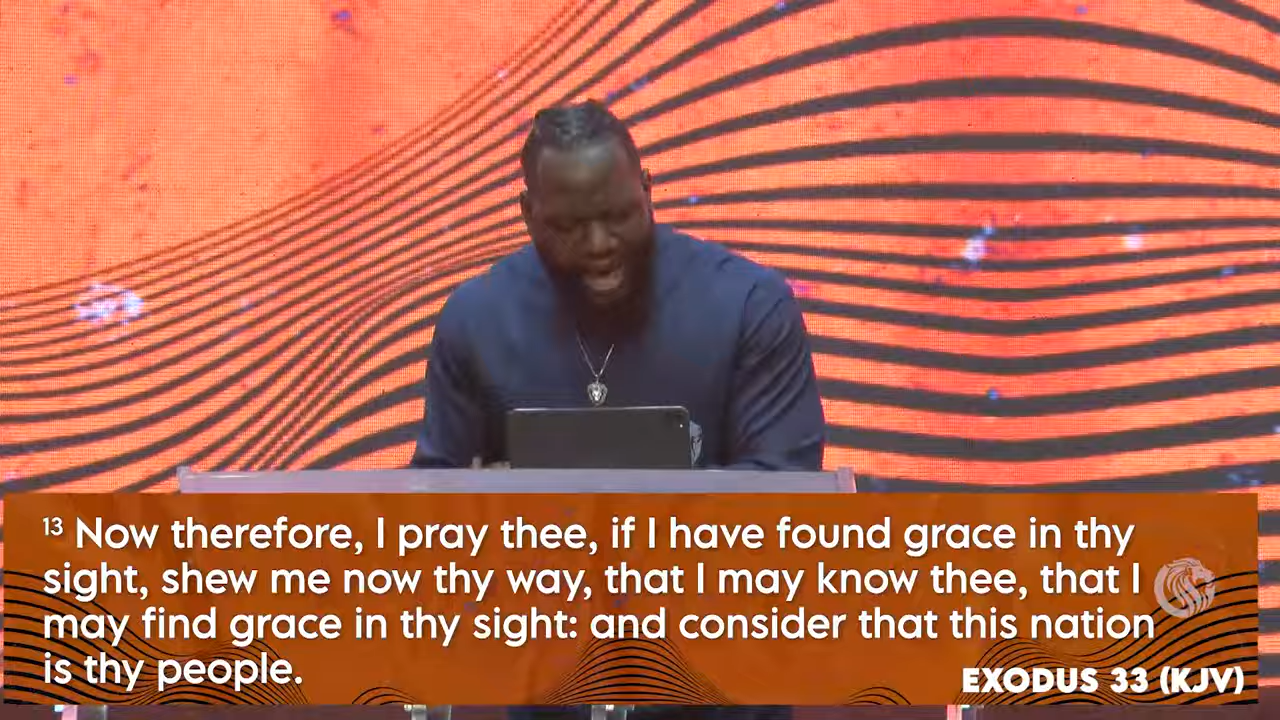 13 Now therefore, I pray thee, if I have found grace in thy
sight, shew me now thy way, that I may know thee, that I
may find grace in thy sight: and consider that this nation
is thy people.
EXODUS 33 (KJV)